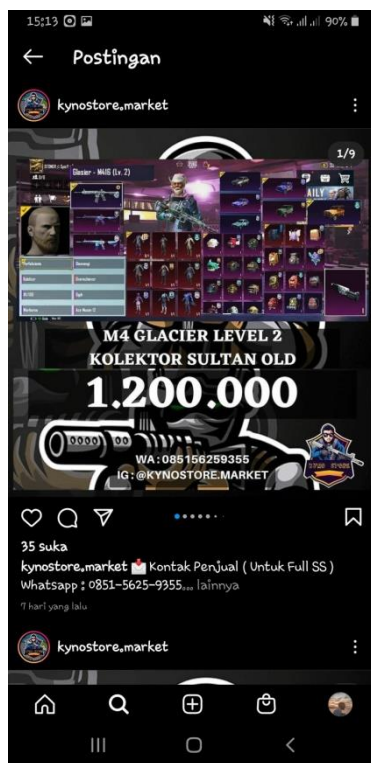 15:13
90%
Postingan
kynostore.market
1/9
Glacier - M416 (Lv. 2)
M4 GLACIER LEVEL 2
KOLEKTOR SULTAN OLD
1.200.000
WA:085156259355
IG:@KYNOSTORE.MARKET
35 suka
kynostore.market 📩 Kontak Penjual ( Untuk Full SS )
Whatsapp : 0851-5625-9355... lainnya
7 hari yang lalu
kynostore.market